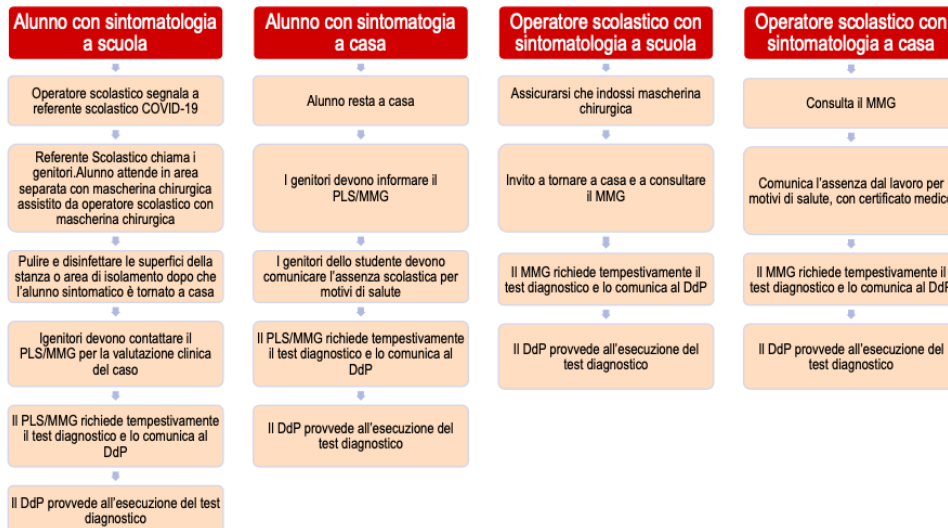 Alunno con sintomatologia
a scuola
Operatore scolastico segnala a
referente scolastico COVID-19
Referente Scolastico chiama i
genitori.Alunno attende in area
separata con mascherina chirurgica
assistito da operatore scolastico con
mascherina chirurgica
Pulire e disinfettare le superfici della
stanza o area di isolamento dopo che
l'alunno sintomatico è tornato a casa
Igenitori devono contattare il
PLS/MMG per la valutazione clinica
del caso
Il PLS/MMG richiede tempestivamente
il test diagnostico e lo comunica al
DdP
Il DdP provvede all'esecuzione del test
diagnostico
Alunno con sintomatogia
a casa
Alunno resta a casa
I genitori devono informare il
PLS/MMG
I genitori dello studente devono
comunicare l'assenza scolastica per
motivi di salute
Il PLS/MMG richiede tempestivamente
il test diagnostico e lo comunica al
DdP
Il DdP provvede all'esecuzione del
test diagnostico
Operatore scolastico con
sintomatologia a scuola
Assicurarsi che indossi mascherina
chirurgica
Invito a tornare a casa e a consultare
il MMG
Il MMG richiede tempestivamente il
test diagnostico e lo comunica al DdP
Il DdP provvede all'esecuzione del
test diagnostico
Operatore scolastico con
sintomatologia a casa
Consulta il MMG
Comunica l'assenza dal lavoro per
motivi di salute, con certificato medico
Il MMG richiede tempestivamente il
test diagnostico e lo comunica al DdP
Il DdP provvede all'esecuzione del
test diagnostico